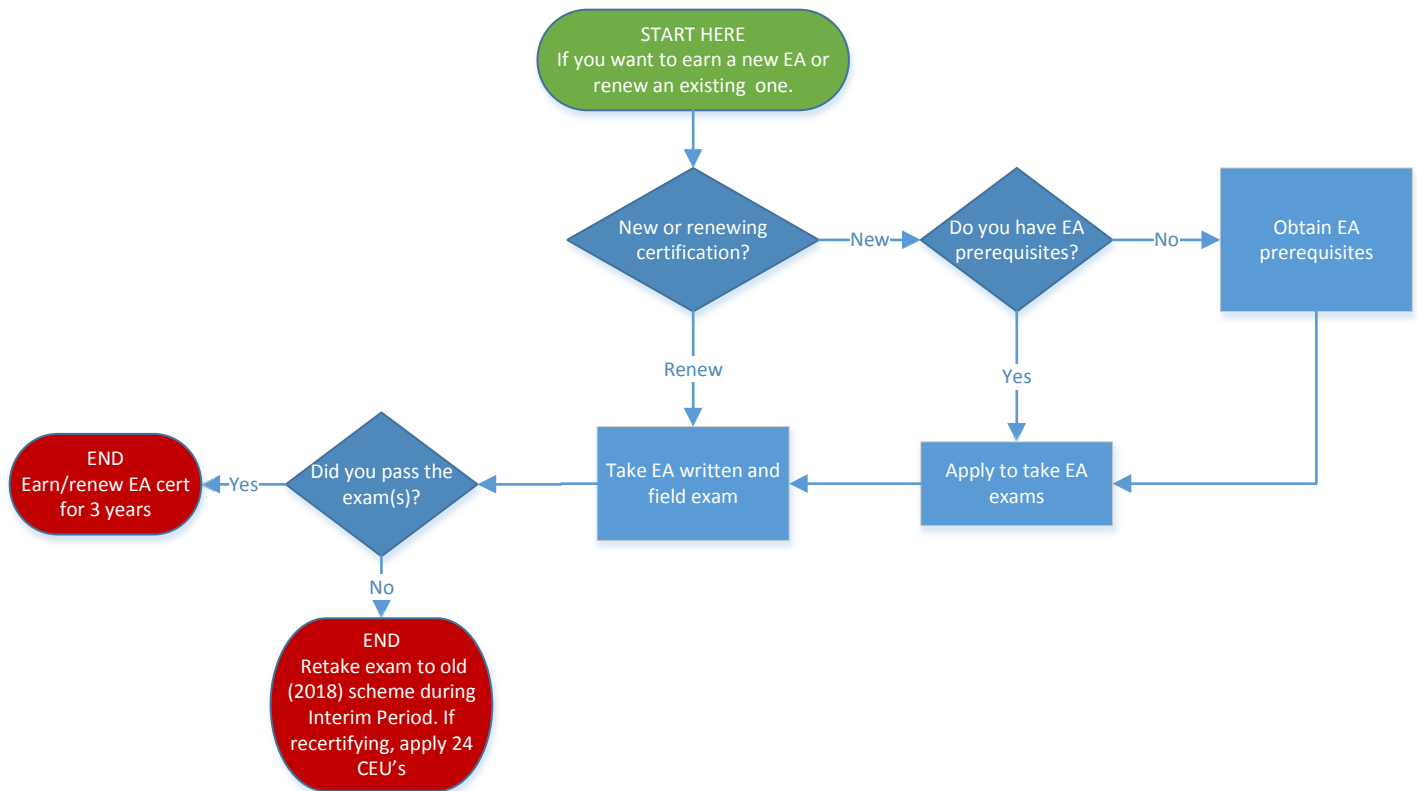 START HERE
If you want to earn a new EA or
renew an existing one.
New or renewing
certification?
New
Do you have EA
prerequisites?
No
Obtain EA
prerequisites
Renew
Yes
END
Earn/renew EA cert
for 3 years
Yes
Did you pass the
exam(s)?
Take EA written and
field exam
Apply to take EA
exams
No
END
Retake exam to old
(2018) scheme during
Interim Period. If
recertifying, apply 24
CEU's